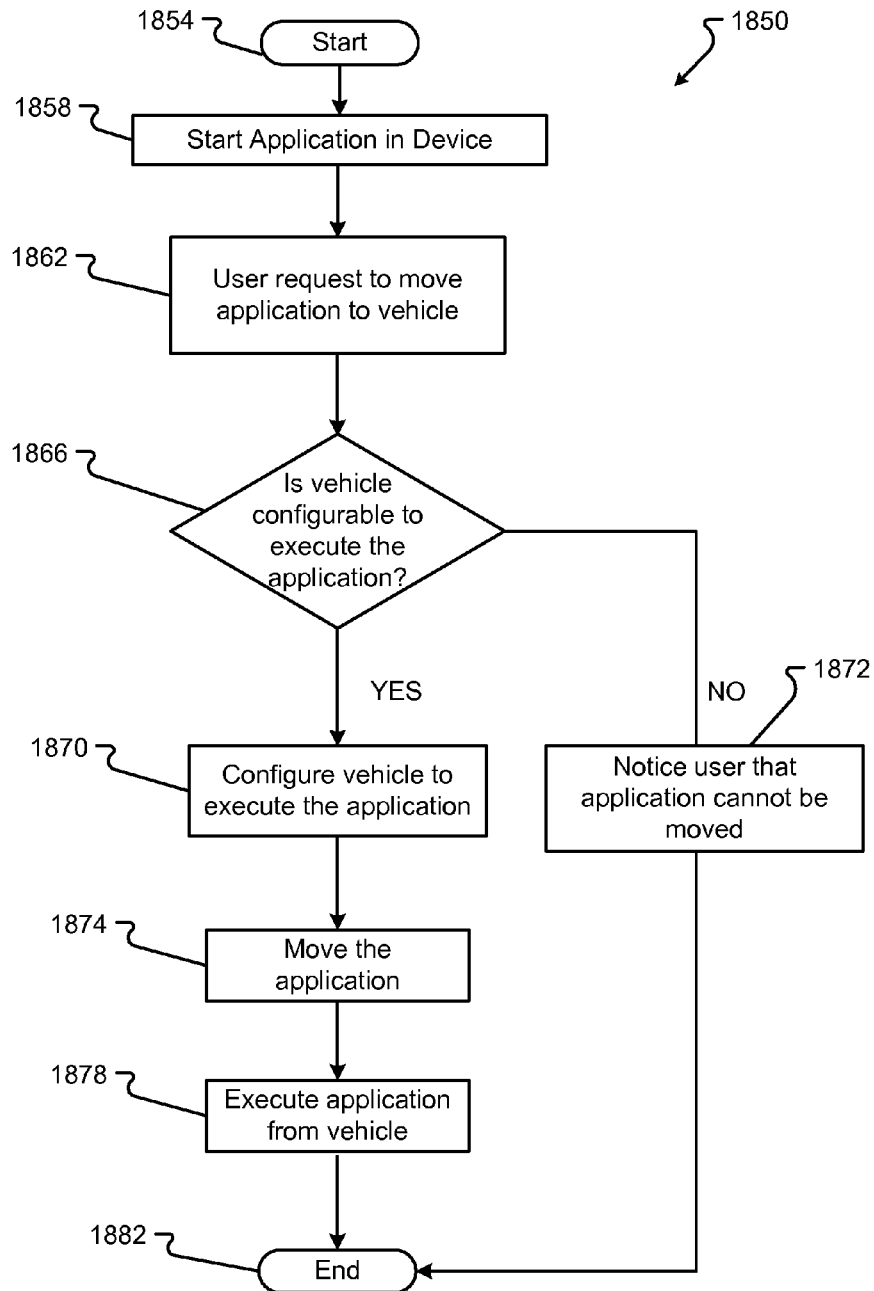 1854
Start
1850
1858
Start Application in Device
1862
User request to move
application to vehicle
1866
Is vehicle
configurable to
execute the
application?
YES
NO
1872
1870
Configure vehicle to
execute the application
Notice user that
application cannot be
moved
1874
Move the
application
1878
Execute application
from vehicle
1882
End